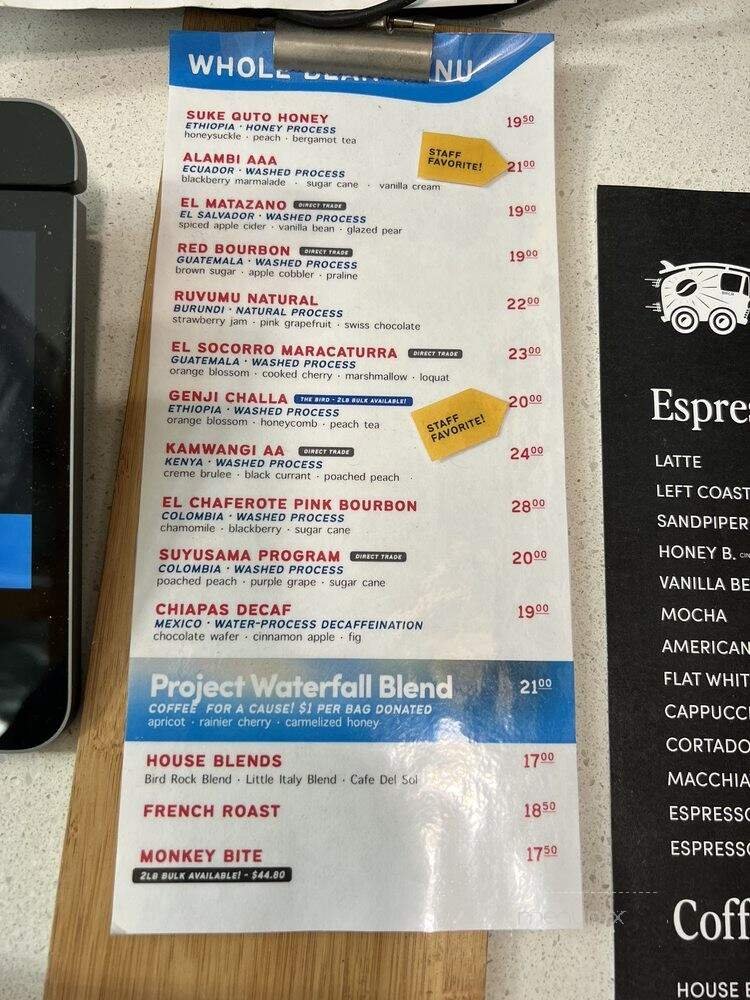 WHOLE BEAN MENU
SUKE QUTO HONEY 19⁵⁰
ETHIOPIA · HONEY PROCESS
honeysuckle · peach · bergamot tea
STAFF
FAVORITE!
ALAMBI AAA 21⁰⁰
ECUADOR · WASHED PROCESS
blackberry marmalade · sugar cane · vanilla cream
EL MATAZANO DIRECT TRADE 19⁰⁰
EL SALVADOR · WASHED PROCESS
spiced apple cider · vanilla bean · glazed pear
RED BOURBON DIRECT TRADE 19⁰⁰
GUATEMALA · WASHED PROCESS
brown sugar · apple cobbler · praline
RUVUMU NATURAL 22⁰⁰
BURUNDI · NATURAL PROCESS
strawberry jam · pink grapefruit · swiss chocolate
EL SOCORRO MARACATURRA DIRECT TRADE 23⁰⁰
GUATEMALA · WASHED PROCESS
orange blossom · cooked cherry · marshmallow · loquat
GENJI CHALLA THE BIRD - 2LB BULK AVAILABLE! 20⁰⁰
ETHIOPIA · WASHED PROCESS
orange blossom · honeycomb · peach tea
STAFF
FAVORITE!
KAMWANGI AA DIRECT TRADE 24⁰⁰
KENYA · WASHED PROCESS
creme brulee · black currant · poached peach
EL CHAFEROTE PINK BOURBON 28⁰⁰
COLOMBIA · WASHED PROCESS
chamomile · blackberry · sugar cane
SUYUSAMA PROGRAM DIRECT TRADE 20⁰⁰
COLOMBIA · WASHED PROCESS
poached peach · purple grape · sugar cane
CHIAPAS DECAF 19⁰⁰
MEXICO · WATER-PROCESS DECAFFEINATION
chocolate wafer · cinnamon apple · fig
Project Waterfall Blend 21⁰⁰
COFFEE FOR A CAUSE! $1 PER BAG DONATED
apricot · rainier cherry · carmelized honey
HOUSE BLENDS 17⁰⁰
Bird Rock Blend · Little Italy Blend · Cafe Del Sol
FRENCH ROAST 18⁵⁰
MONKEY BITE 17⁵⁰
2LB BULK AVAILABLE! - $44.80
Espres
LATTE
LEFT COAST
SANDPIPER
HONEY B.
VANILLA BE
MOCHA
AMERICAN
FLAT WHIT
CAPPUCC
CORTADO
MACCHIA
ESPRESSO
ESPRESSO
Coff
HOUSE B